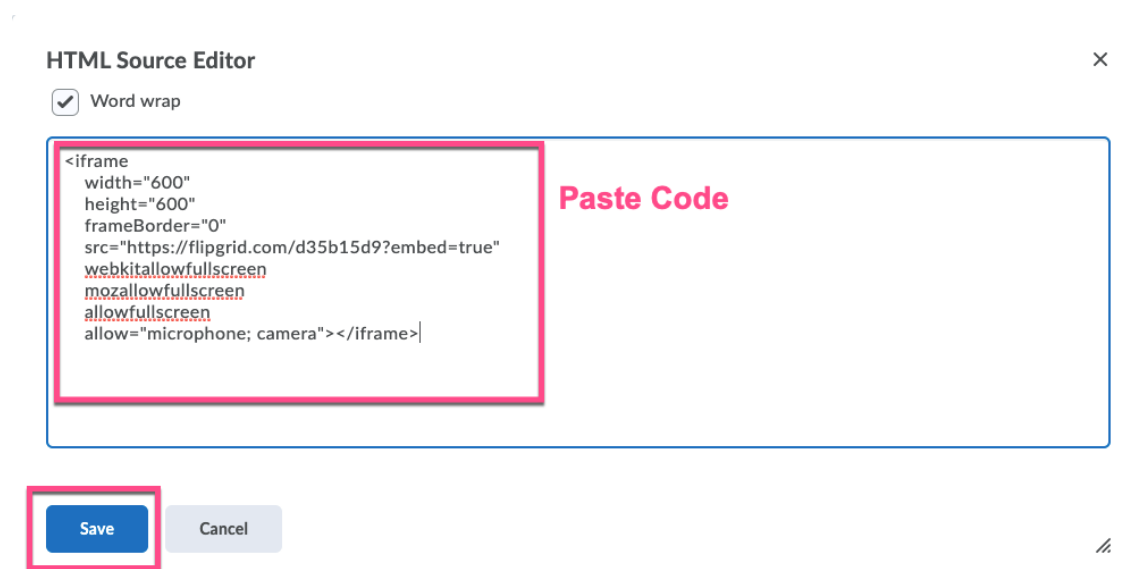 HTML Source Editor
Word wrap
<iframe
width="600"
height="600"
frameBorder="0"
src="https://flipgrid.com/d35b15d9?embed=true"
webkitallowfullscreen
mozallowfullscreen
allowfullscreen
allow="microphone; camera"></iframe>
Paste Code
Save
Cancel